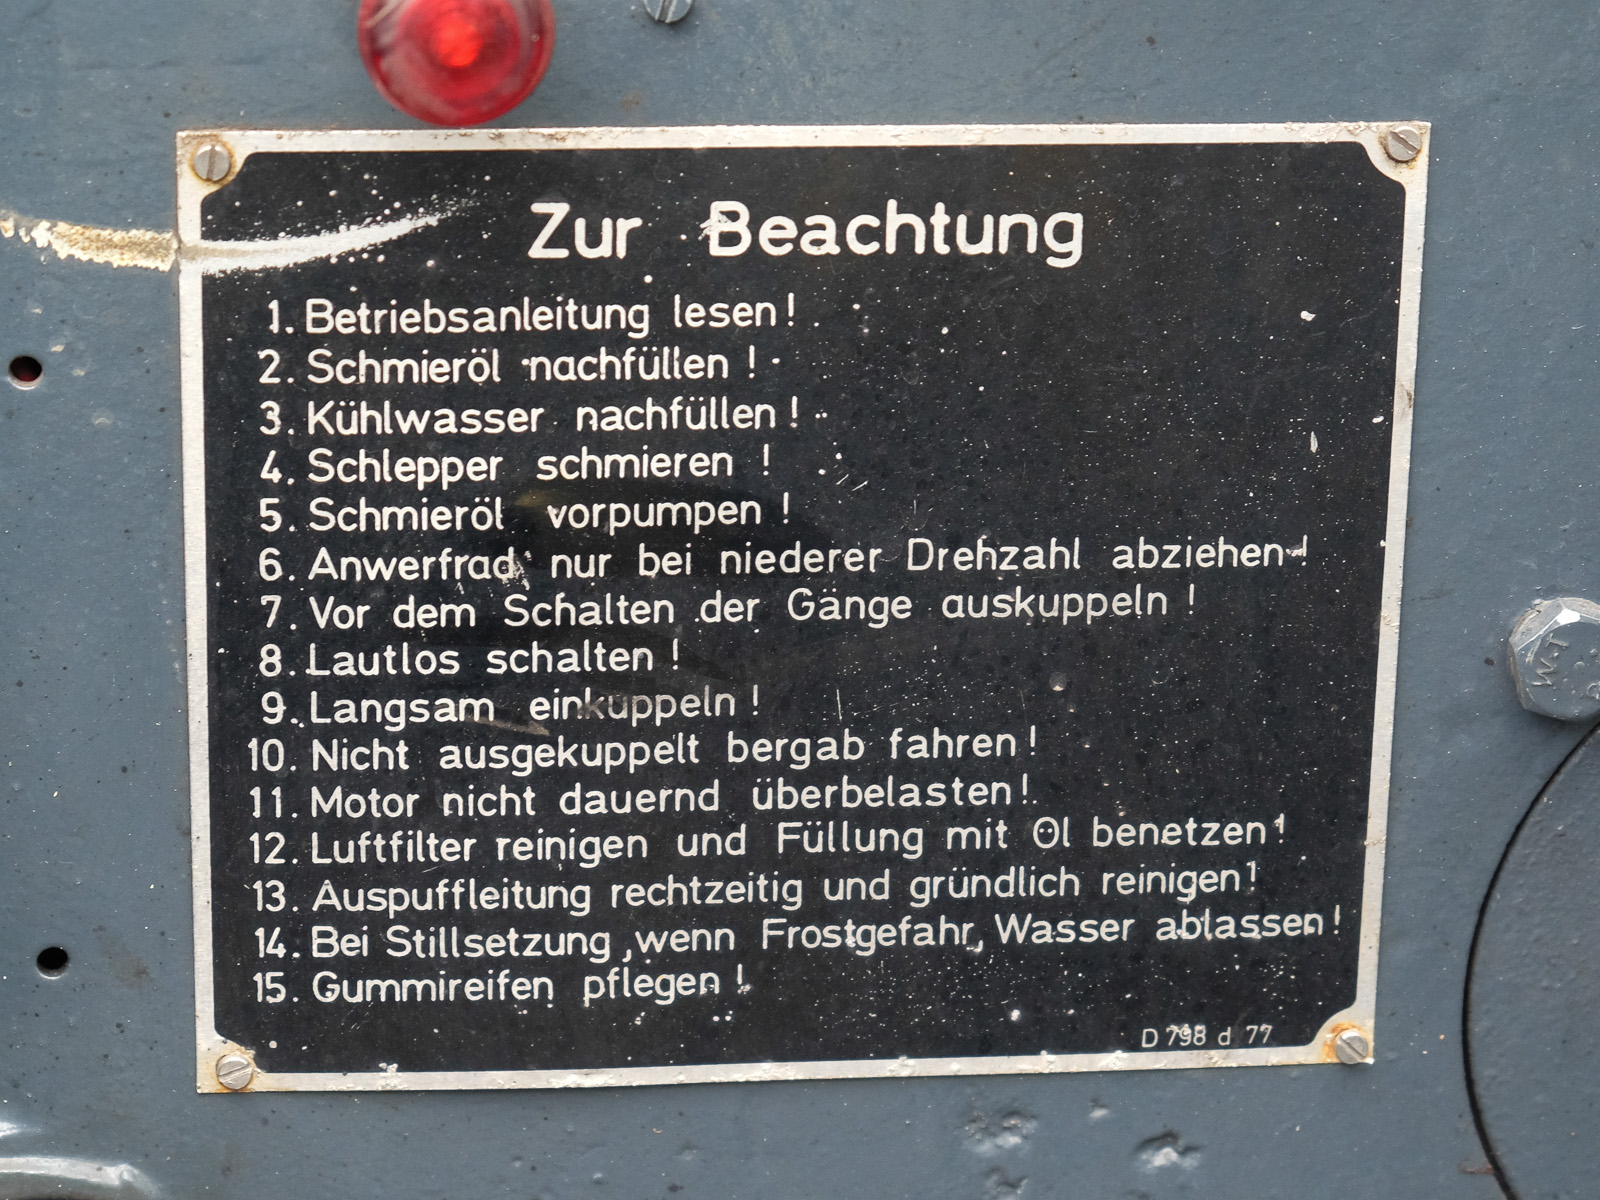 Zur Beachtung
1. Betriebsanleitung lesen!
2. Schmieröl nachfüllen!
3. Kühlwasser nachfüllen!
4. Schlepper schmieren!
5. Schmieröl vorpumpen!
6. Anwerfrad nur bei niederer Drehzahl abziehen!
7. Vor dem Schalten der Gänge auskuppeln!
8. Lautlos schalten!
9. Langsam einkuppeln!
10. Nicht ausgekuppelt bergab fahren!
11. Motor nicht dauernd überbelasten!
12. Luftfilter reinigen und Füllung mit Öl benetzen!
13. Auspuffleitung rechtzeitig und gründlich reinigen!
14. Bei Stillsetzung, wenn Frostgefahr, Wasser ablassen!
15. Gummireifen pflegen!
D 798 d 77